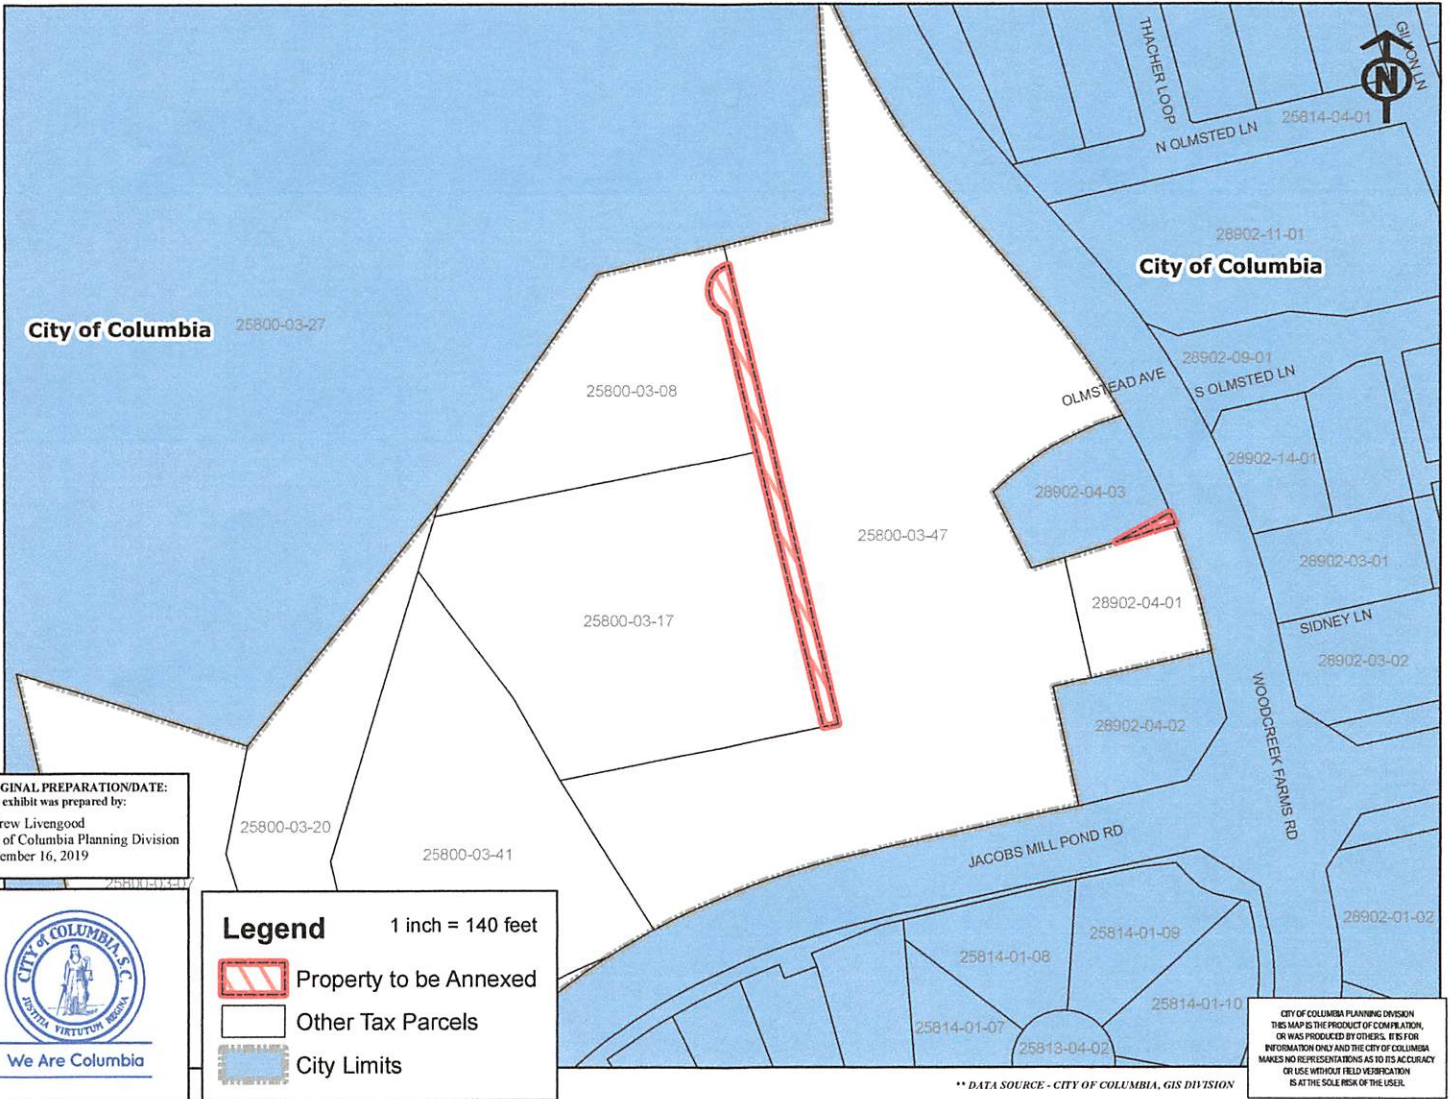 THACHER LOOP
N
25814-04-01
N OLMSTED LN
28902-11-01
City of Columbia
City of Columbia
25800-03-27
28902-09-01
OLMSTEAD AVE
S OLMSTED LN
25800-03-08
28902-14-01
28902-04-03
25800-03-47
28902-03-01
28902-04-01
25800-03-17
SIDNEY LN
28902-03-02
28902-04-02
WOODCREEK FARMS RD
GINAL PREPARATION/DATE:
exhibit was prepared by:
rew Livengood
of Columbia Planning Division
ember 16, 2019
25800-03-07
25800-03-20
25800-03-41
JACOBS MILL POND RD
28902-01-02
25814-01-09
25814-01-08
25814-01-10
25814-01-07
25813-04-02
CITY of COLUMBIA, S.C.
JUSTITIA VIRTUTUM REGINA
We Are Columbia
Legend
1 inch = 140 feet
Property to be Annexed
Other Tax Parcels
City Limits
** DATA SOURCE - CITY OF COLUMBIA, GIS DIVISION
CITY OF COLUMBIA PLANNING DIVISION
THIS MAP IS THE PRODUCT OF COMPILATION,
OR WAS PRODUCED BY OTHERS. IT IS FOR
INFORMATION ONLY AND THE CITY OF COLUMBIA
MAKES NO REPRESENTATIONS AS TO ITS ACCURACY
OR USE WITHOUT FIELD VERIFICATION
IS AT THE SOLE RISK OF THE USER.